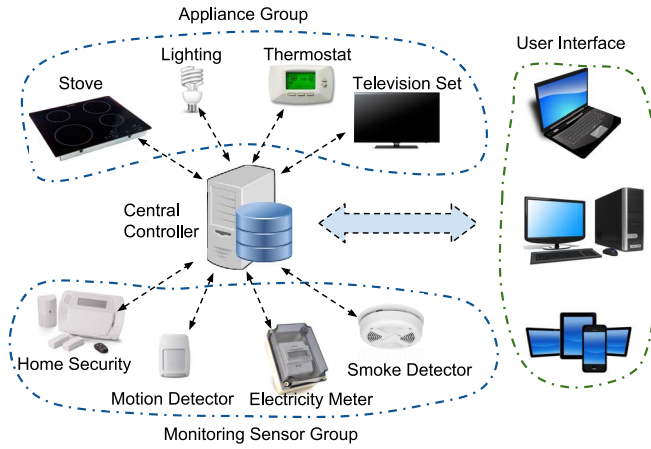 Appliance Group
Lighting
Thermostat
User Interface
Stove
Television Set
Central
Controller
Home Security
Smoke Detector
Motion Detector
Electricity Meter
Monitoring Sensor Group